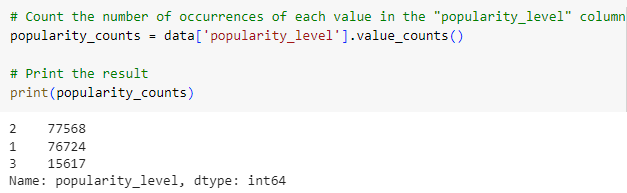 # Count the number of occurrences of each value in the "popularity_level" column
popularity_counts = data['popularity_level'].value_counts()
# Print the result
print(popularity_counts)
2    77568
1    76724
3    15617
Name: popularity_level, dtype: int64